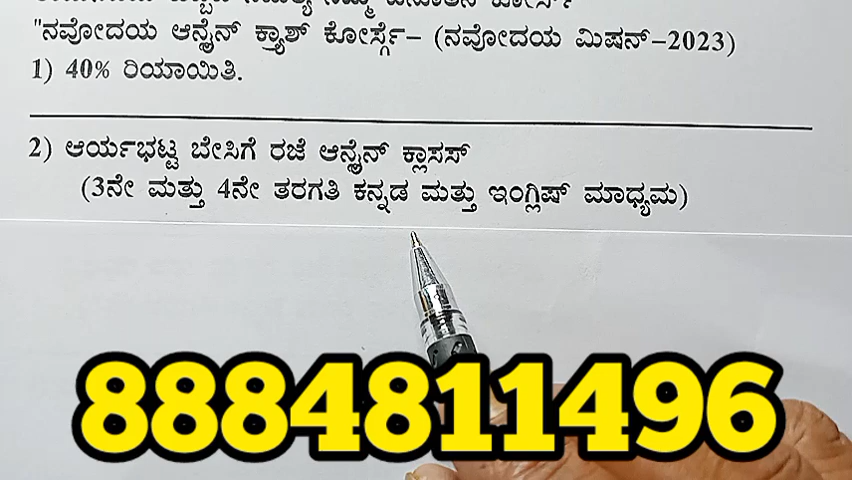 "ನವೋದಯ ಆನ್ಲೈನ್ ಕ್ರ್ಯಾಶ್ ಕೋರ್ಸ್ಗೆ– (ನವೋದಯ ಮಿಷನ್–2023)
1) 40% ರಿಯಾಯಿತಿ.
2) ಆರ್ಯಭಟ್ಟ ಬೇಸಿಗೆ ರಜೆ ಆನ್ಲೈನ್ ಕ್ಲಾಸಸ್
(3ನೇ ಮತ್ತು 4ನೇ ತರಗತಿ ಕನ್ನಡ ಮತ್ತು ಇಂಗ್ಲಿಷ್ ಮಾಧ್ಯಮ)
8884811496